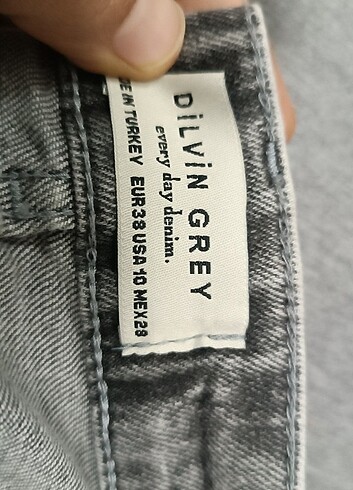 DiLViN GREY
every day denim.
DE IN TURKEY EUR38 USA 10 MEX28